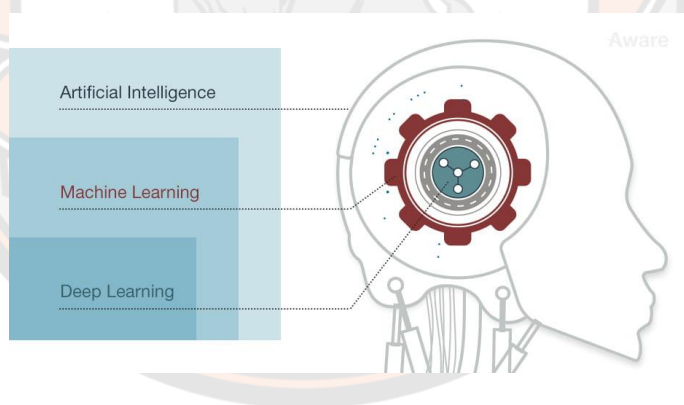 Aware
Artificial Intelligence
Machine Learning
Deep Learning